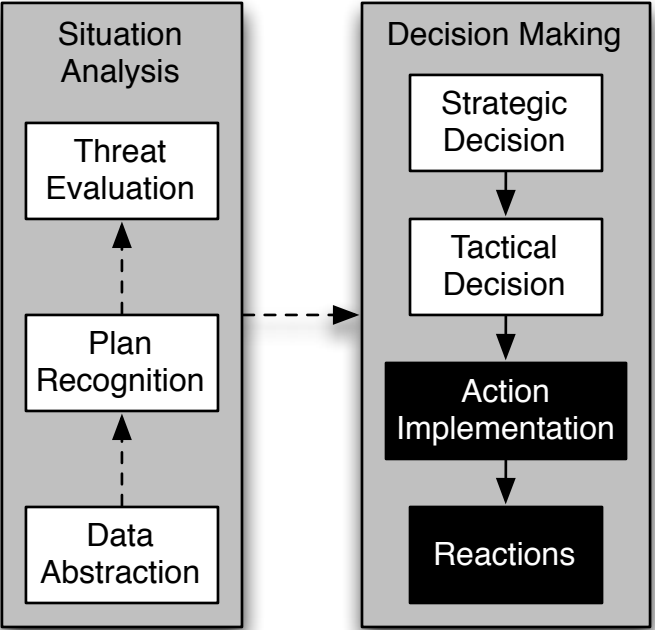 Situation
Analysis
Threat
Evaluation
Plan
Recognition
Data
Abstraction
Decision Making
Strategic
Decision
Tactical
Decision
Action
Implementation
Reactions